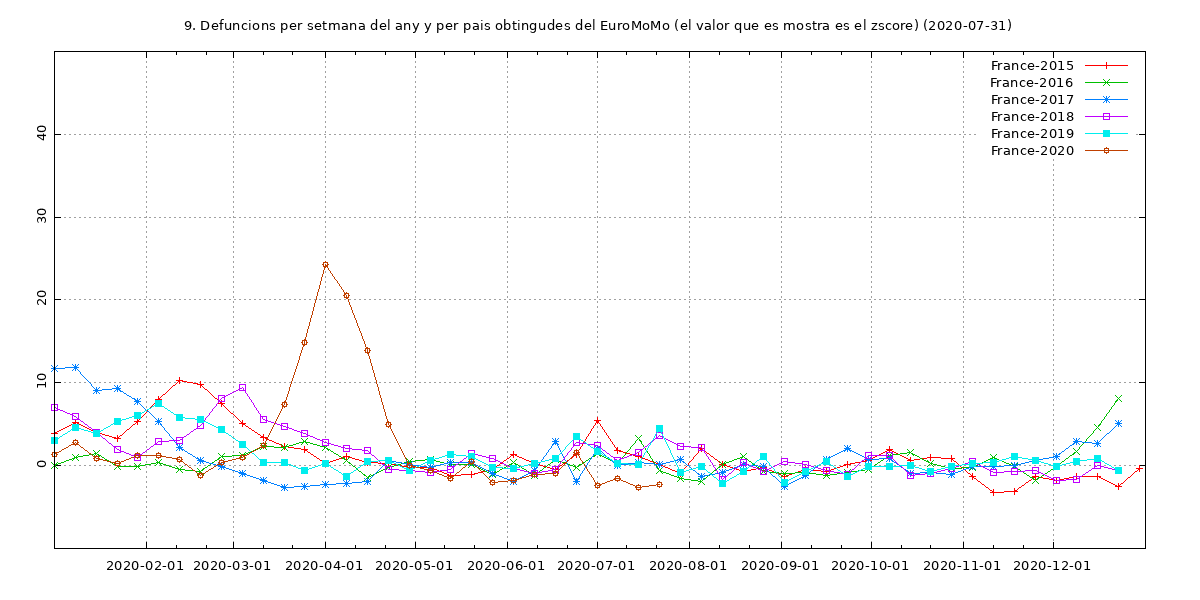 9. Defuncions per setmana del any y per pais obtingudes del EuroMoMo (el valor que es mostra es el zscore) (2020-07-31)
France-2015
France-2016
France-2017
France-2018
France-2019
France-2020
40
30
20
10
0
2020-02-01 2020-03-01 2020-04-01 2020-05-01 2020-06-01 2020-07-01 2020-08-01 2020-09-01 2020-10-01 2020-11-01 2020-12-01